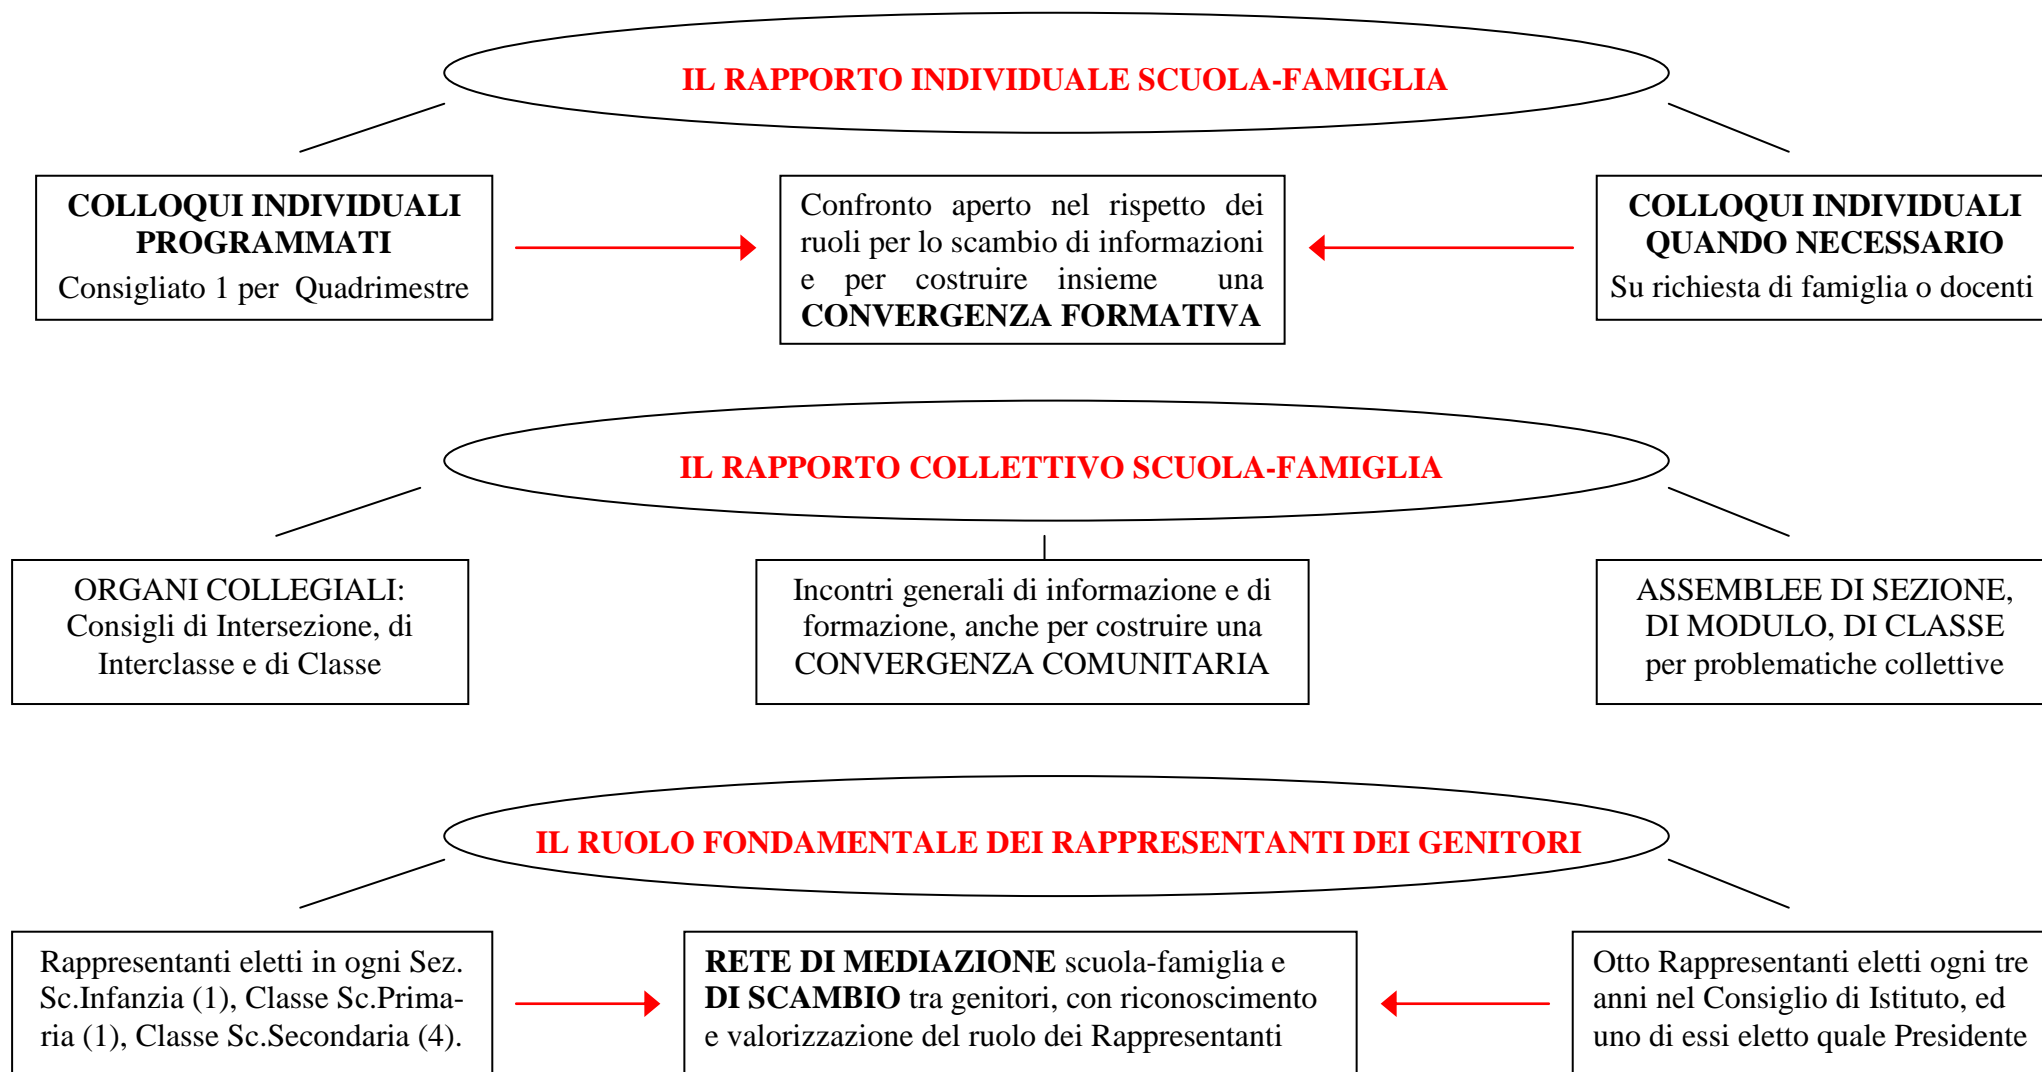 IL RAPPORTO INDIVIDUALE SCUOLA-FAMIGLIA
COLLOQUI INDIVIDUALI
PROGRAMMATI
Consigliato 1 per Quadrimestre
Confronto aperto nel rispetto dei
ruoli per lo scambio di informazioni
e per costruire insieme una
CONVERGENZA FORMATIVA
COLLOQUI INDIVIDUALI
QUANDO NECESSARIO
Su richiesta di famiglia o docenti
IL RAPPORTO COLLETTIVO SCUOLA-FAMIGLIA
ORGANI COLLEGIALI:
Consigli di Intersezione, di
Interclasse e di Classe
Incontri generali di informazione e di
formazione, anche per costruire una
CONVERGENZA COMUNITARIA
ASSEMBLEE DI SEZIONE,
DI MODULO, DI CLASSE
per problematiche collettive
IL RUOLO FONDAMENTALE DEI RAPPRESENTANTI DEI GENITORI
Rappresentanti eletti in ogni Sez.
Sc.Infanzia (1), Classe Sc.Prima-
ria (1), Classe Sc.Secondaria (4).
RETE DI MEDIAZIONE scuola-famiglia e
DI SCAMBIO tra genitori, con riconoscimento
e valorizzazione del ruolo dei Rappresentanti
Otto Rappresentanti eletti ogni tre
anni nel Consiglio di Istituto, ed
uno di essi eletto quale Presidente